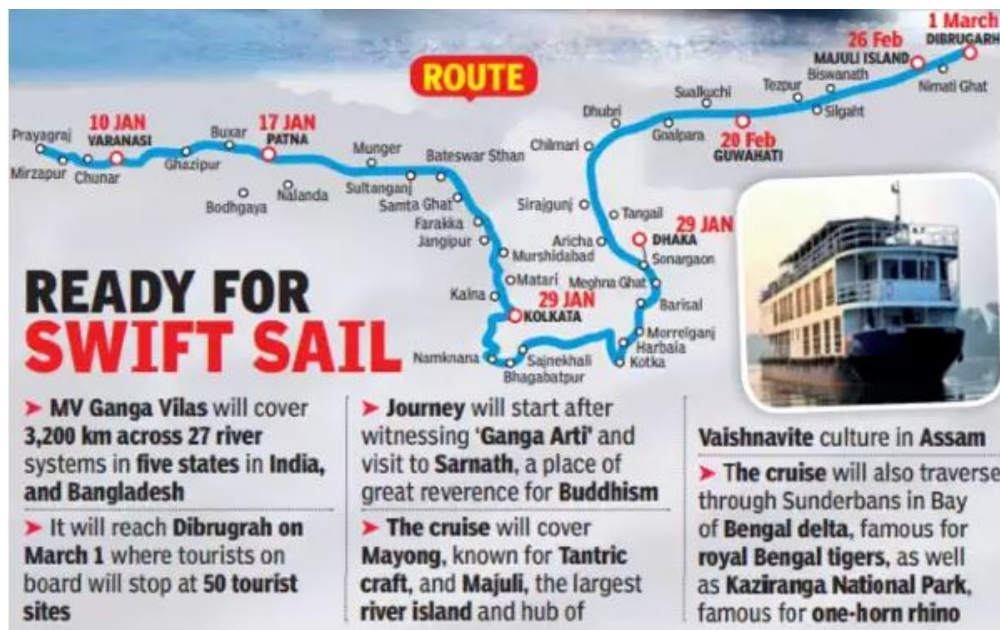 1 March
DIBRUGARH
26 Feb
MAJULI ISLAND
Biswanath
Nimati Ghat
Tezpur
Silgaht
Sualkuchi
20 Feb
GUWAHATI
Goalpara
Dhubri
Chilmari
ROUTE
Prayagraj
10 JAN
VARANASI
Mirzapur
Chunar
Ghazipur
Buxar
17 JAN
PATNA
Bodhgaya
Nalanda
Munger
Sultanganj
Bateswar Sthan
Samta Ghat
Farakka
Jangipur
Murshidabad
Matari
Kalna
29 JAN
KOLKATA
Namknana
Bhagabatpur
Sajnekhali
Kotka
Harbaia
Morrelganj
Barisal
Meghna Ghat
Sonargaon
29 JAN
DHAKA
Aricha
Tangail
Sirajgunj
READY FOR
SWIFT SAIL
➤ MV Ganga Vilas will cover
3,200 km across 27 river
systems in five states in India,
and Bangladesh
➤ It will reach Dibrugrah on
March 1 where tourists on
board will stop at 50 tourist
sites
➤ Journey will start after
witnessing 'Ganga Arti' and
visit to Sarnath, a place of
great reverence for Buddhism
➤ The cruise will cover
Mayong, known for Tantric
craft, and Majuli, the largest
river island and hub of
Vaishnavite culture in Assam
➤ The cruise will also traverse
through Sunderbans in Bay
of Bengal delta, famous for
royal Bengal tigers, as well
as Kaziranga National Park,
famous for one-horn rhino